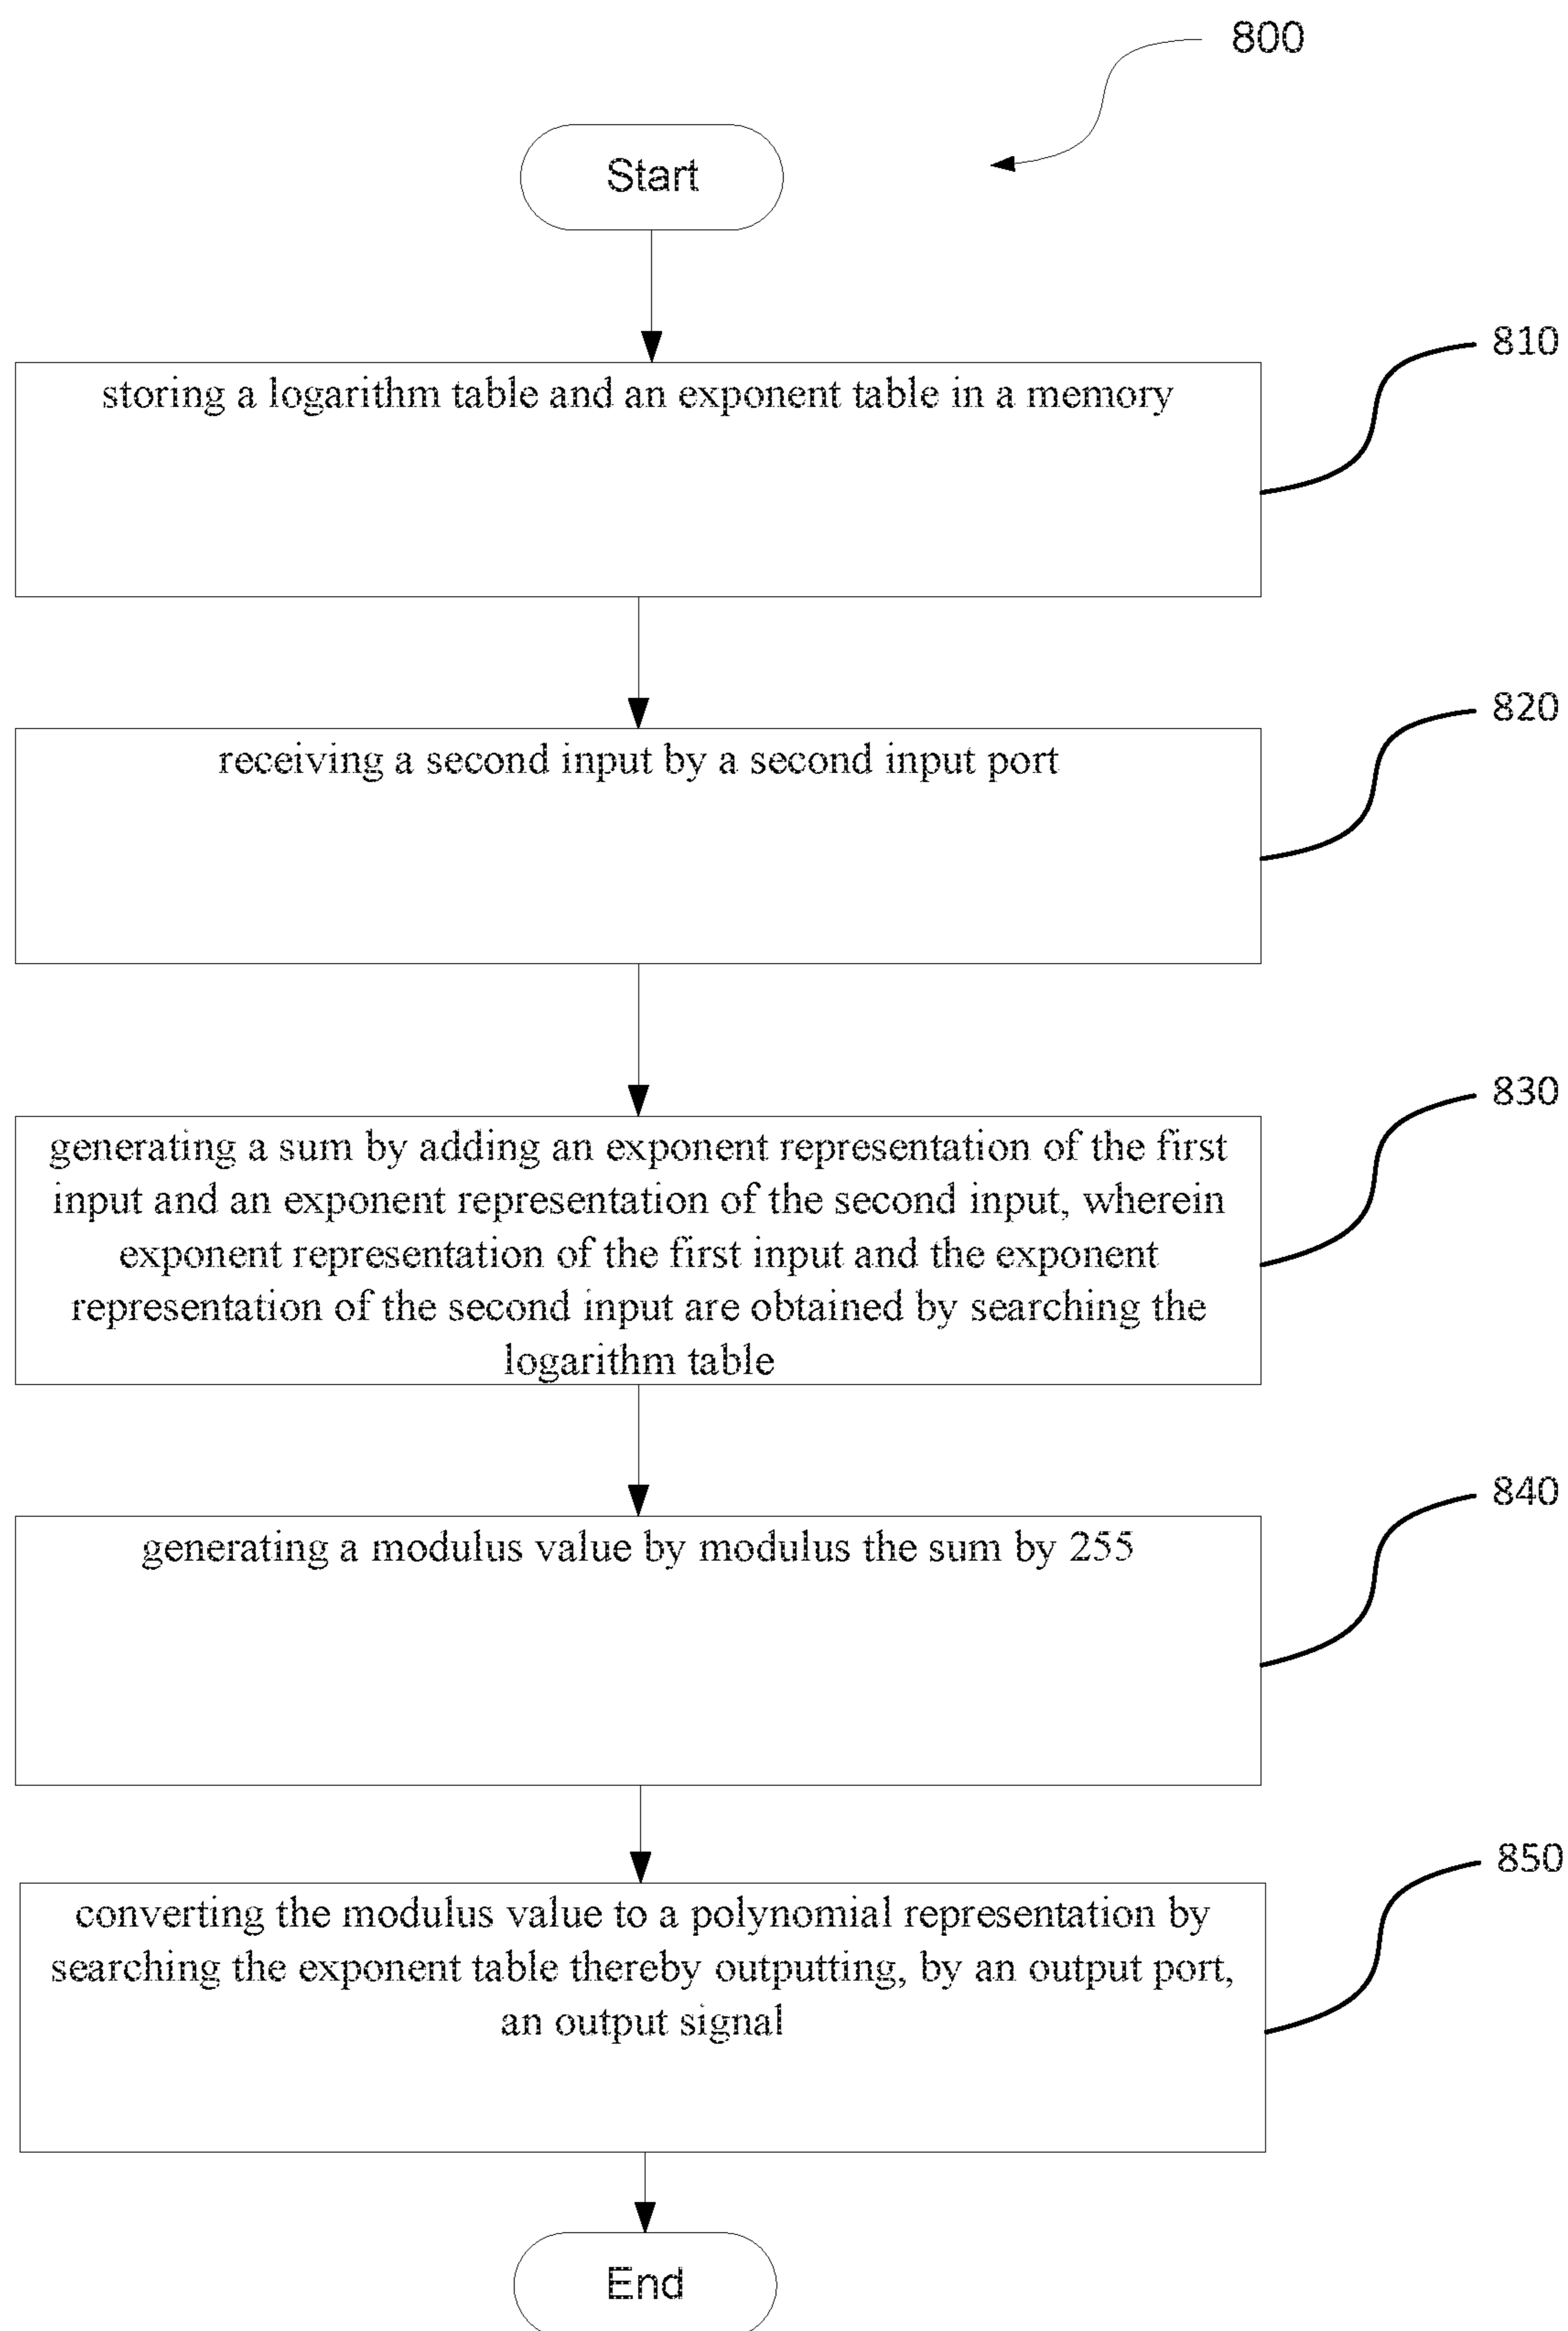 800
Start
810
storing a logarithm table and an exponent table in a memory
820
receiving a second input by a second input port
830
generating a sum by adding an exponent representation of the first
input and an exponent representation of the second input, wherein
exponent representation of the first input and the exponent
representation of the second input are obtained by searching the
logarithm table
840
generating a modulus value by modulus the sum by 255
850
converting the modulus value to a polynomial representation by
searching the exponent table thereby outputting, by an output port,
an output signal
End